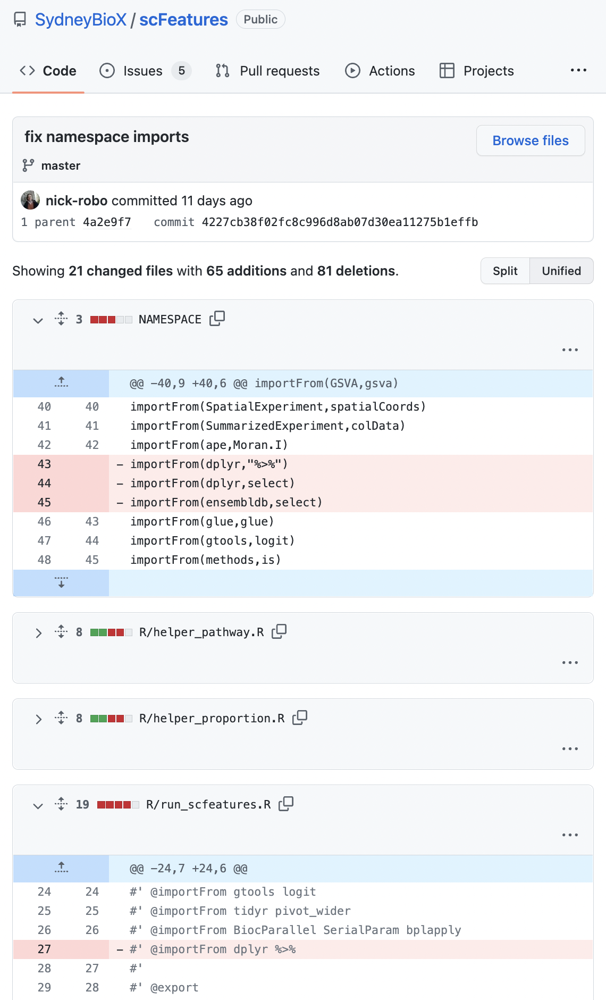 SydneyBioX / scFeatures Public
Code Issues 5 Pull requests Actions Projects ...
fix namespace imports
Browse files
master
nick-robo committed 11 days ago
1 parent 4a2e9f7 commit 4227cb38f02fc8c996d8ab07d30ea11275b1effb
Showing 21 changed files with 65 additions and 81 deletions.
Split Unified
3 NAMESPACE
...
@@ -40,9 +40,6 @@ importFrom(GSVA,gsva)
40 40 importFrom(SpatialExperiment,spatialCoords)
41 41 importFrom(SummarizedExperiment,colData)
42 42 importFrom(ape,Moran.I)
43 - importFrom(dplyr,"%>%")
44 - importFrom(dplyr,select)
45 - importFrom(ensembldb,select)
46 43 importFrom(glue,glue)
47 44 importFrom(gtools,logit)
48 45 importFrom(methods,is)
8 R/helper_pathway.R
...
8 R/helper_proportion.R
...
19 R/run_scfeatures.R
...
@@ -24,7 +24,6 @@
24 24 #' @importFrom gtools logit
25 25 #' @importFrom tidyr pivot_wider
26 26 #' @importFrom BiocParallel SerialParam bplapply
27 - #' @importFrom dplyr %>%
28 27 #'
29 28 #' @export